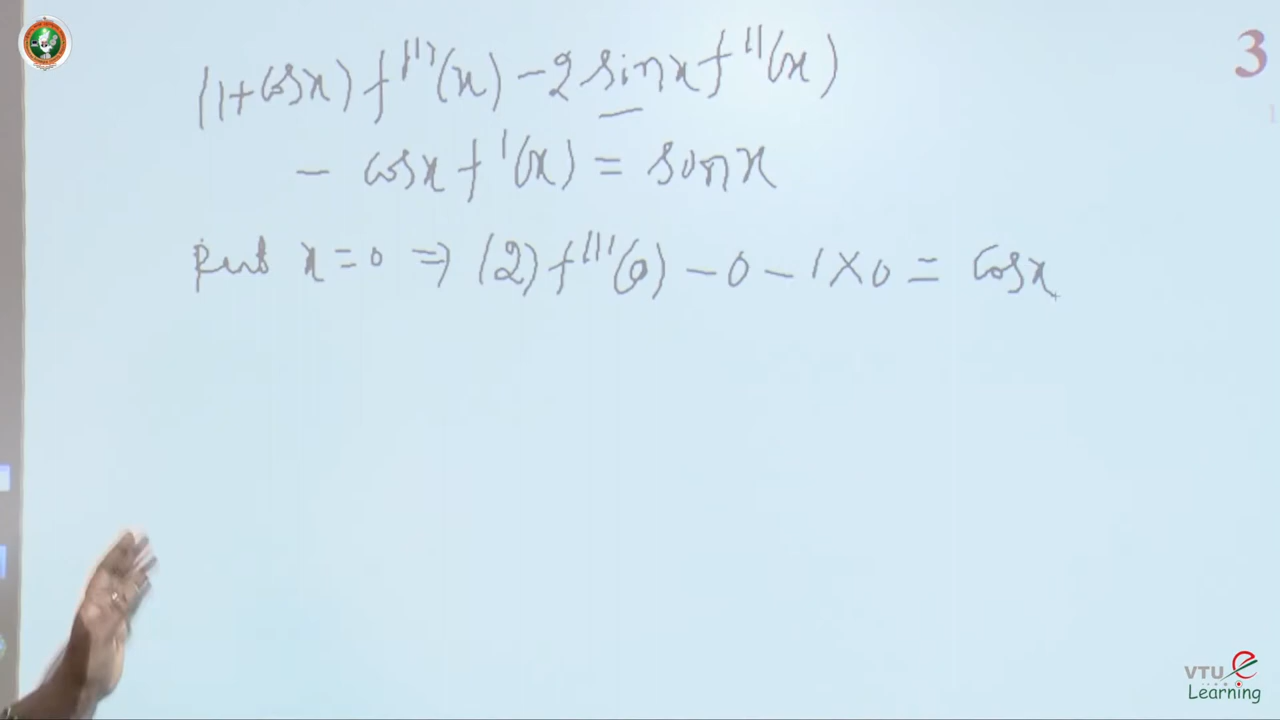 (1+cosx) f'''(x) - 2 sinx f''(x)
- cosx f'(x) = sinx
put x=0 ⇒ (2) f'''(0) - 0 - 1 × 0 = cosx
3
VTU e
Learning